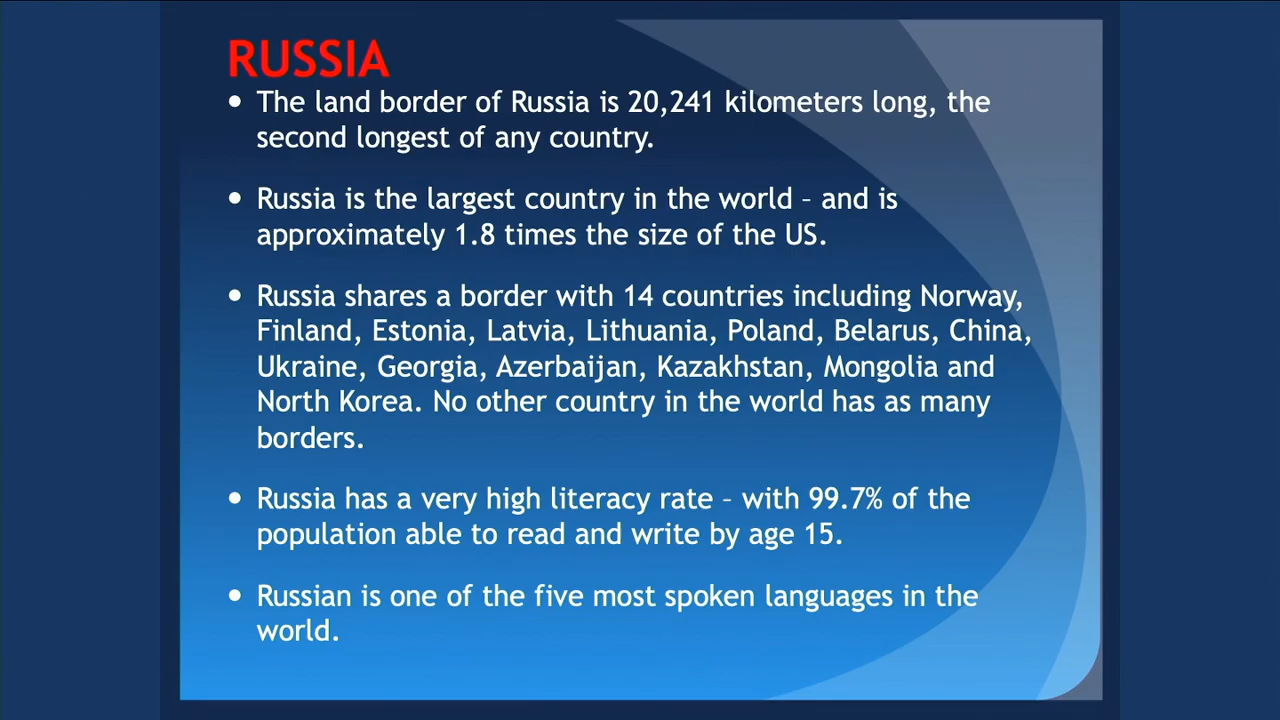 RUSSIA
• The land border of Russia is 20,241 kilometers long, the
second longest of any country.
• Russia is the largest country in the world – and is
approximately 1.8 times the size of the US.
• Russia shares a border with 14 countries including Norway,
Finland, Estonia, Latvia, Lithuania, Poland, Belarus, China,
Ukraine, Georgia, Azerbaijan, Kazakhstan, Mongolia and
North Korea. No other country in the world has as many
borders.
• Russia has a very high literacy rate – with 99.7% of the
population able to read and write by age 15.
• Russian is one of the five most spoken languages in the
world.